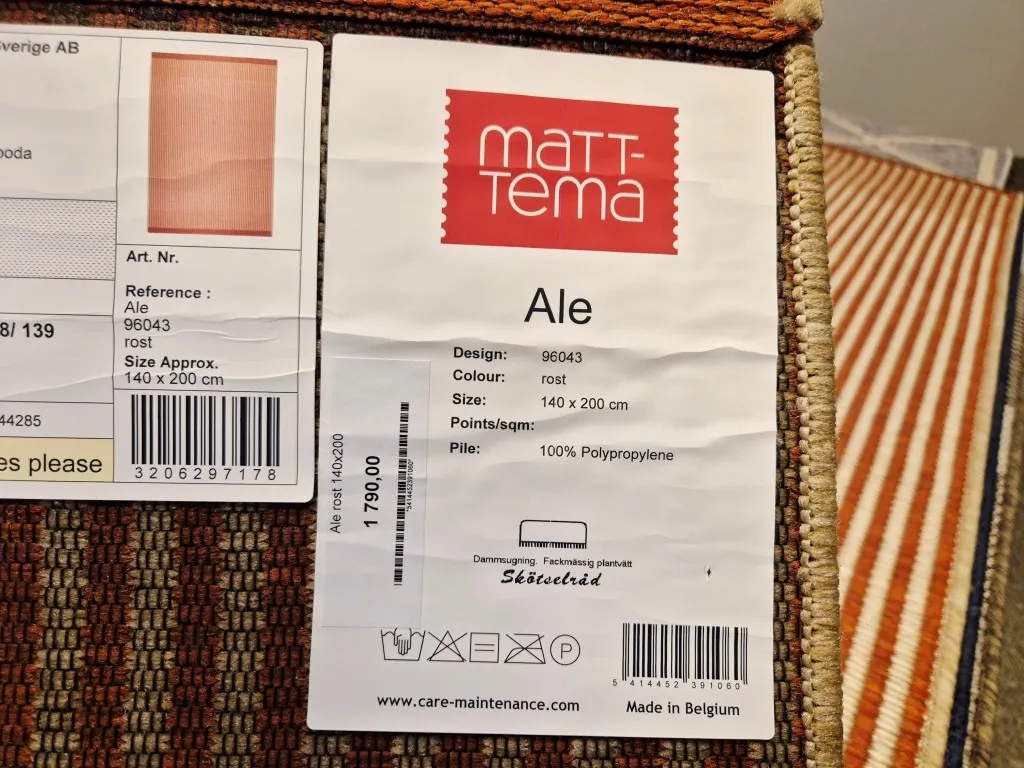 Sverige AB
8/ 139
44285
es please
Art. Nr.
Reference :
Ale
96043
rost
Size Approx.
140 x 200 cm
3206297178
maTT-
Tema
Ale
Design: 96043
Colour: rost
Size: 140 x 200 cm
Points/sqm:
Pile: 100% Polypropylene
Ale rost 140x200
1 790,00
*5414452391060*
Dammsugning. Fackmässig plantvätt
Skötselråd
P
5 414452 391060
www.care-maintenance.com
Made in Belgium